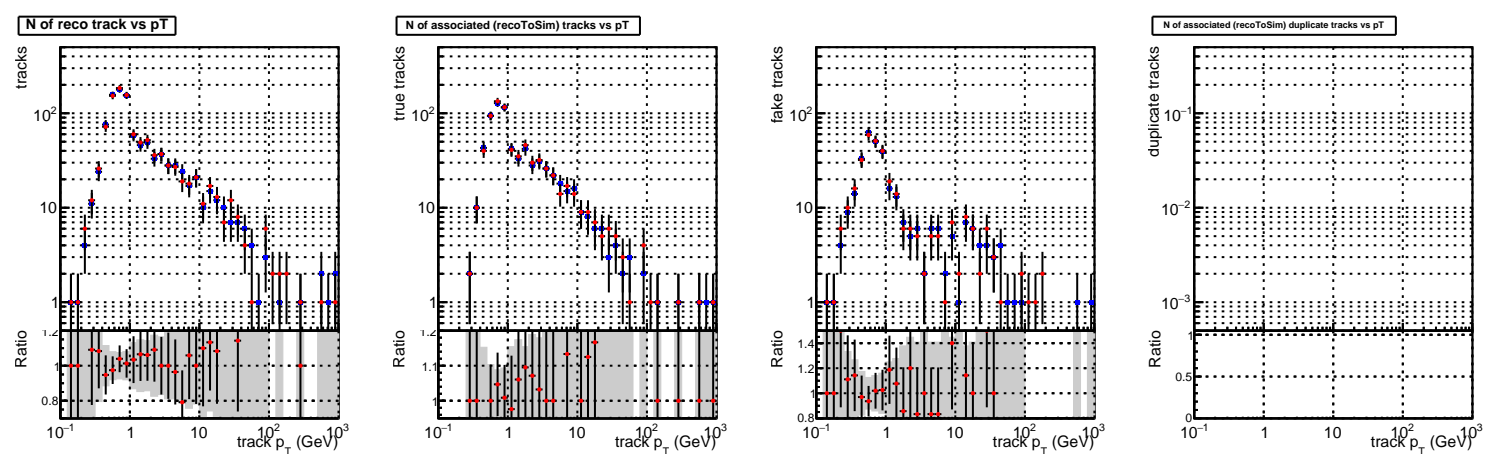 N of reco track vs pT
tracks
10²
10
1
Ratio
1.2
1
0.8
10⁻¹ 1 10 10² 10³
track p_T (GeV)
N of associated (recoToSim) tracks vs pT
true tracks
10²
10
1
Ratio
1.2
1.1
1
10⁻¹ 1 10 10² 10³
track p_T (GeV)
fake tracks
10²
10
1
Ratio
1.4
1.2
1
0.8
10⁻¹ 1 10 10² 10³
track p_T (GeV)
N of associated (recoToSim) duplicate tracks vs pT
duplicate tracks
10⁻¹
10⁻²
10⁻³
Ratio
1
0.5
0
10⁻¹ 1 10 10² 10³
track p_T (GeV)